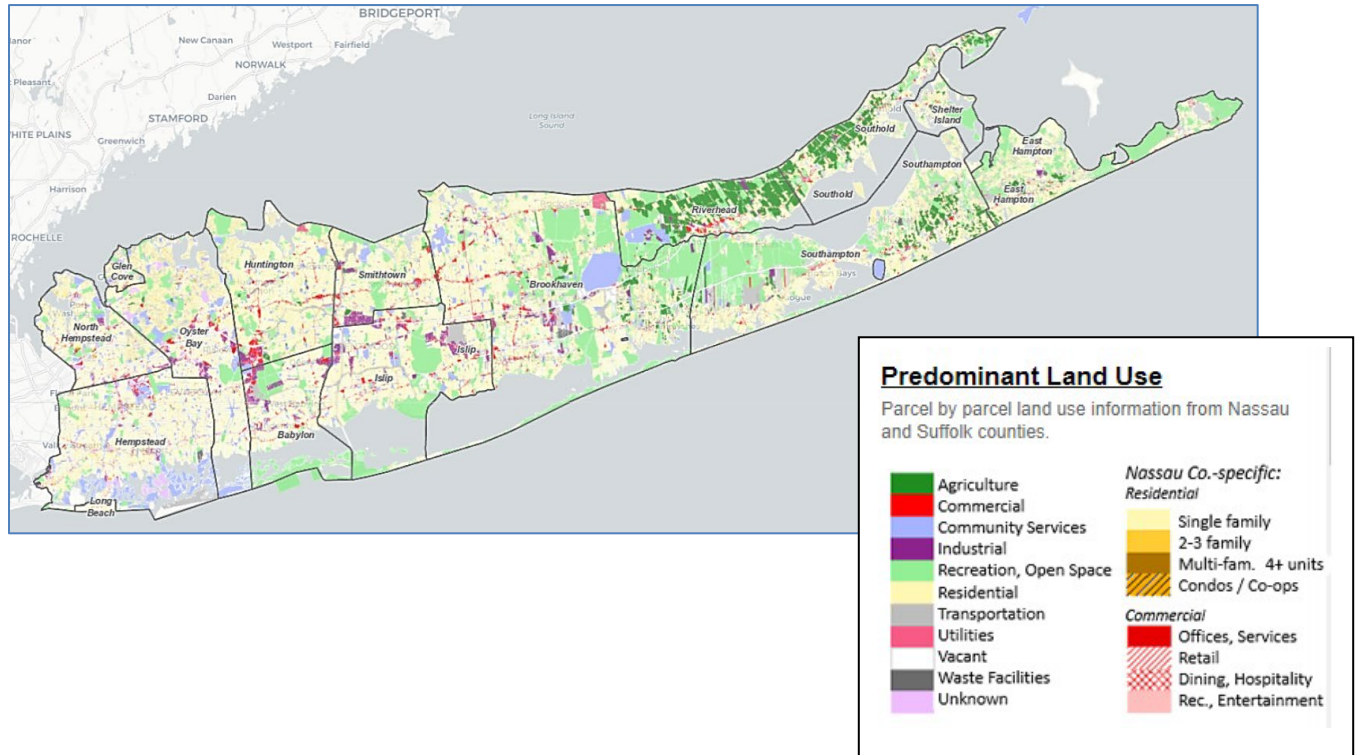 BRIDGEPORT
New Canaan
Westport
Fairfield
Pleasant
NORWALK
Darien
STAMFORD
WHITE PLAINS
Greenwich
Long Island
Sound
Harrison
ROCHELLE
Shelter
Island
Southold
East
Hampton
Southampton
Southold
East
Hampton
Riverhead
Southampton
Glen
Cove
Huntington
Smithtown
Brookhaven
North
Hempstead
Oyster
Bay
Islip
Islip
Babylon
Hempstead
Long
Beach
Predominant Land Use
Parcel by parcel land use information from Nassau
and Suffolk counties.
Agriculture
Commercial
Community Services
Industrial
Recreation, Open Space
Residential
Transportation
Utilities
Vacant
Waste Facilities
Unknown
Nassau Co.-specific:
Residential
Single family
2-3 family
Multi-fam. 4+ units
Condos / Co-ops
Commercial
Offices, Services
Retail
Dining, Hospitality
Rec., Entertainment